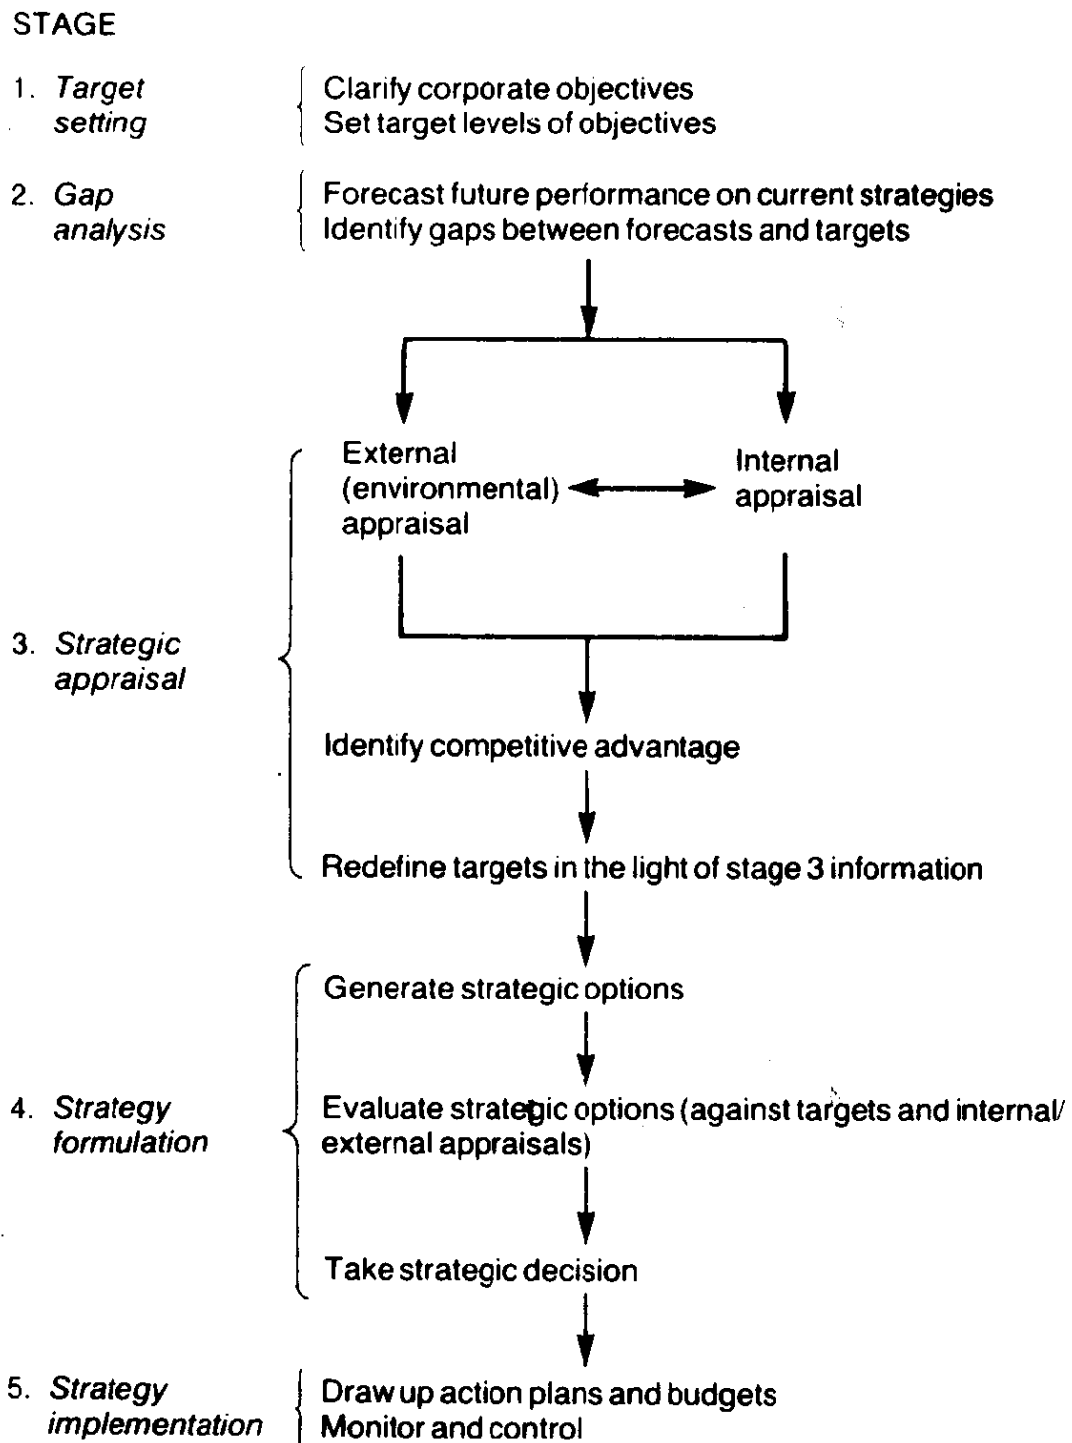 STAGE
1. Target
setting
Clarify corporate objectives
Set target levels of objectives
2. Gap
analysis
Forecast future performance on current strategies
Identify gaps between forecasts and targets
External
(environmental)
appraisal
Internal
appraisal
3. Strategic
appraisal
Identify competitive advantage
Redefine targets in the light of stage 3 information
Generate strategic options
4. Strategy
formulation
Evaluate strategic options (against targets and internal/
external appraisals)
Take strategic decision
5. Strategy
implementation
Draw up action plans and budgets
Monitor and control